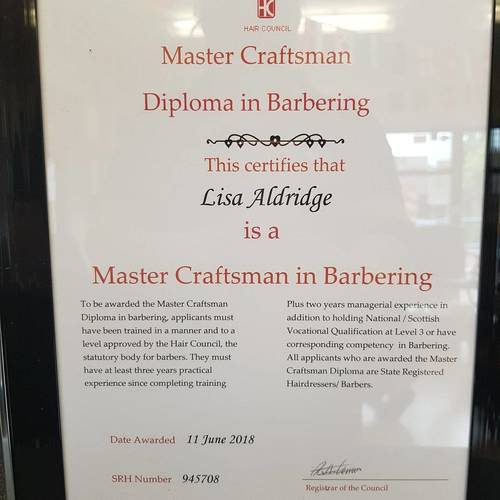 HC
HAIR COUNCIL
Master Craftsman
Diploma in Barbering
This certifies that
Lisa Aldridge
is a
Master Craftsman in Barbering
To be awarded the Master Craftsman
Diploma in barbering, applicants must
have been trained in a manner and to a
level approved by the Hair Council, the
statutory body for barbers. They must
have at least three years practical
experience since completing training
Plus two years managerial experience in
addition to holding National / Scottish
Vocational Qualification at Level 3 or have
corresponding competency in Barbering.
All applicants who are awarded the Master
Craftsman Diploma are State Registered
Hairdressers/ Barbers.
Date Awarded 11 June 2018
SRH Number 945708
Registrar of the Council